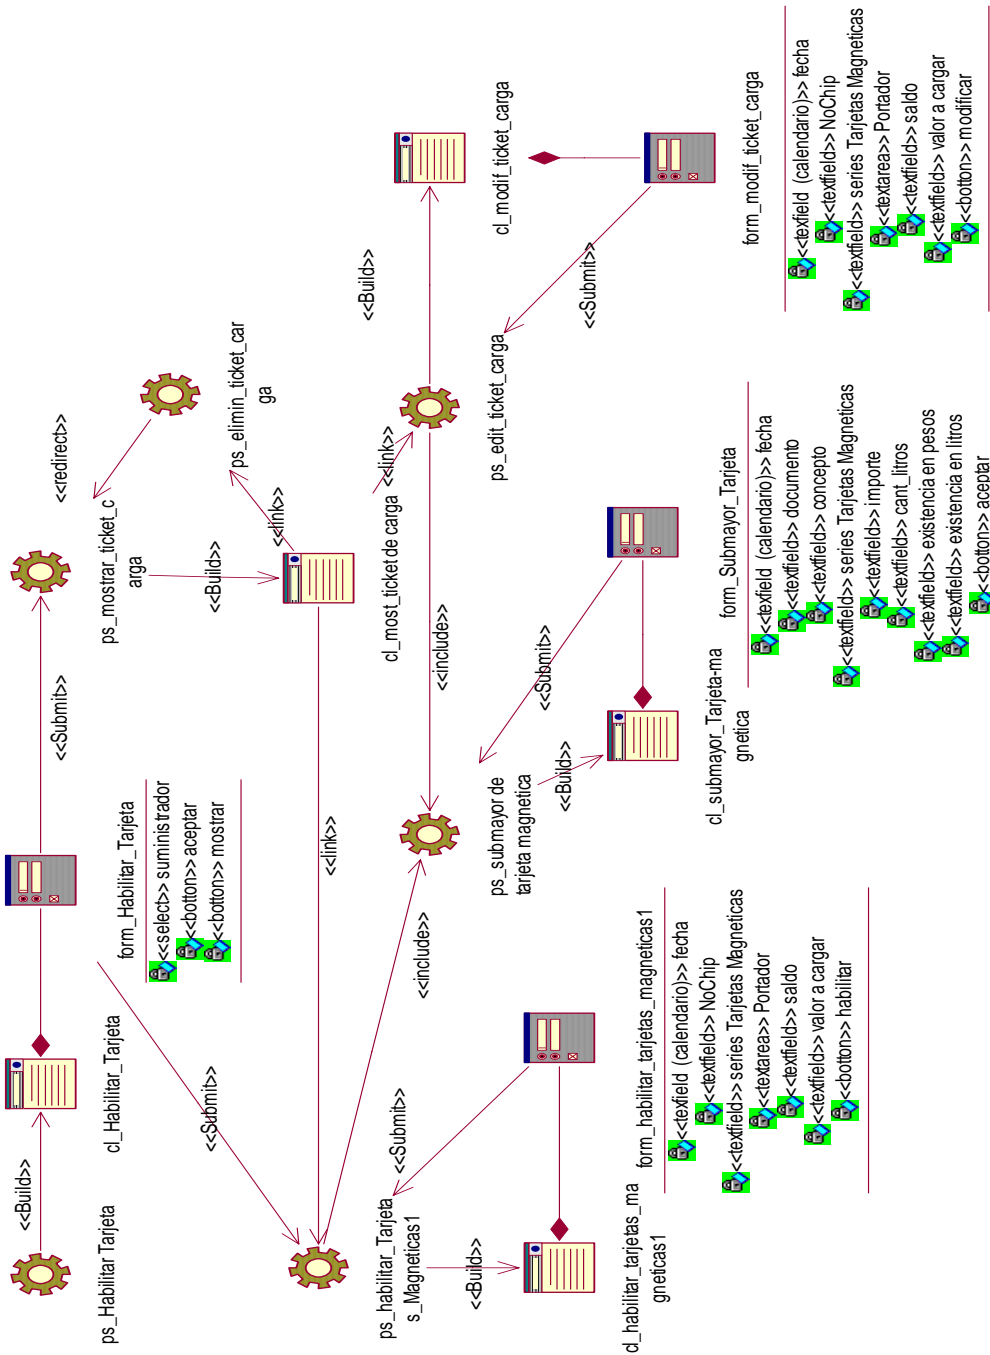 ps_Habilitar Tarjeta
<<Build>>
cl_Habilitar_Tarjeta
form_Habilitar_Tarjeta
<<select>> suministrador
<<botton>> aceptar
<<botton>> mostrar
<<Submit>>
<<Submit>>
ps_mostrar_ticket_c
arga
<<redirect>>
ps_elimin_ticket_car
ga
<<Build>>
<<link>>
<<link>>
cl_most_ticket de carga
<<link>>
<<include>>
<<include>>
<<Build>>
ps_edit_ticket_carga
cl_modif_ticket_carga
<<Submit>>
form_modif_ticket_carga
<<texfield (calendario)>> fecha
<<textfield>> NoChip
<<textfield>> series Tarjetas Magneticas
<<textarea>> Portador
<<textfield>> saldo
<<textfield>> valor a cargar
<<botton>> modificar
ps_submayor de
tarjeta magnetica
<<Submit>>
<<Build>>
cl_submayor_Tarjeta-ma
gnetica
form_Submayor_Tarjeta
<<texfield (calendario)>> fecha
<<textfield>> documento
<<textfield>> concepto
<<textfield>> series Tarjetas Magneticas
<<textfield>> importe
<<textfield>> cant_litros
<<textfield>> existencia en pesos
<<textfield>> existencia en litros
<<botton>> aceptar
ps_habilitar_Tarjeta
s_Magneticas1
<<Submit>>
<<Build>>
cl_habilitar_tarjetas_ma
gneticas1
form_habilitar_tarjetas_magneticas1
<<texfield (calendario)>> fecha
<<textfield>> NoChip
<<textfield>> series Tarjetas Magneticas
<<textarea>> Portador
<<textfield>> saldo
<<textfield>> valor a cargar
<<botton>> habilitar